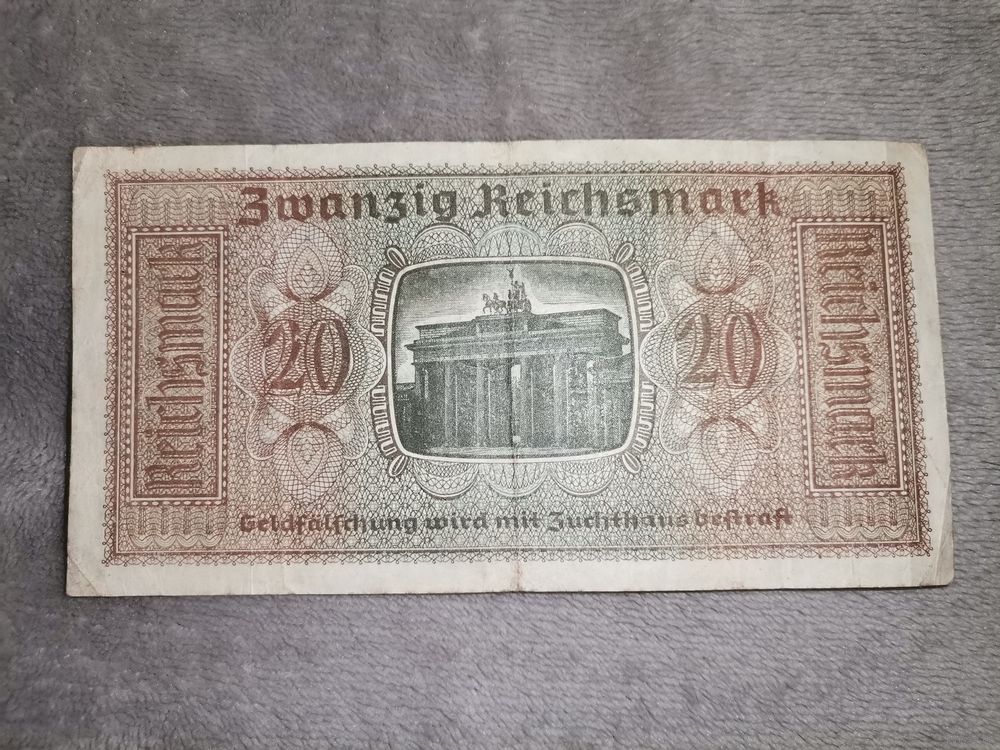 Zwanzig Reichsmark
Reichsmark
20
20
Reichsmark
Geldfälschung wird mit Zuchthaus bestraft